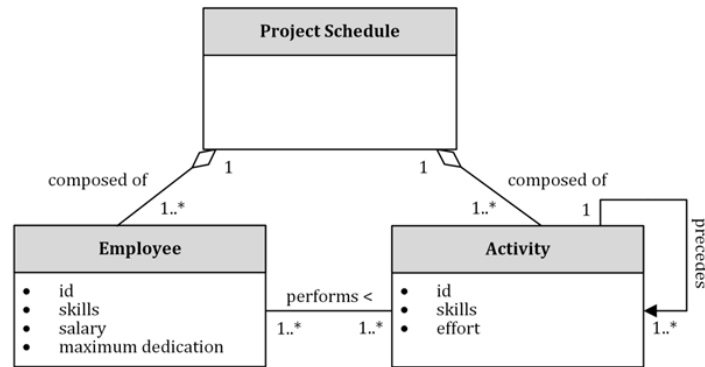 Project Schedule
1
1
composed of
composed of
1..*
1..*
1
precedes
Employee
Activity
• id
• skills
• salary
• maximum dedication
performs <
1..*
1..*
• id
• skills
• effort
1..*